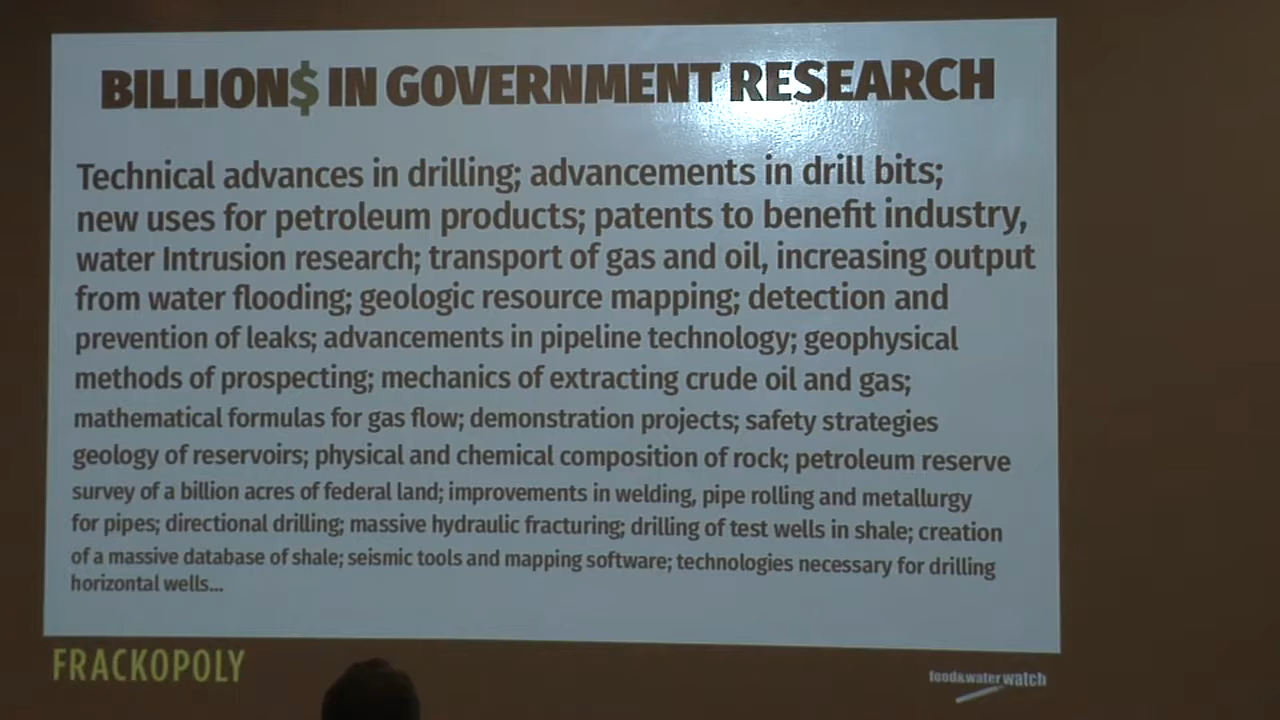 BILLION$ IN GOVERNMENT RESEARCH
Technical advances in drilling; advancements in drill bits;
new uses for petroleum products; patents to benefit industry,
water Intrusion research; transport of gas and oil, increasing output
from water flooding; geologic resource mapping; detection and
prevention of leaks; advancements in pipeline technology; geophysical
methods of prospecting; mechanics of extracting crude oil and gas;
mathematical formulas for gas flow; demonstration projects; safety strategies
geology of reservoirs; physical and chemical composition of rock; petroleum reserve
survey of a billion acres of federal land; improvements in welding, pipe rolling and metallurgy
for pipes; directional drilling; massive hydraulic fracturing; drilling of test wells in shale; creation
of a massive database of shale; seismic tools and mapping software; technologies necessary for drilling
horizontal wells...
FRACKOPOLY
food&waterwatch